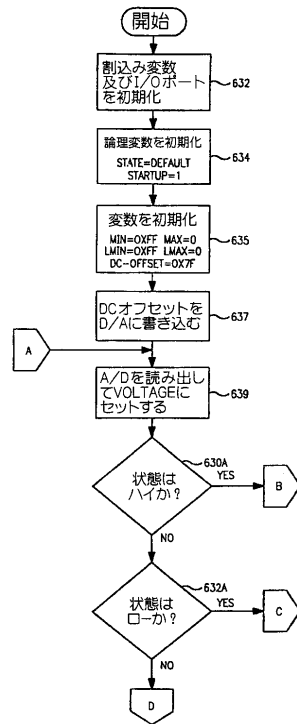 開始
割込み変数
及びI/Oポート
を初期化
632
論理変数を初期化
STATE=DEFAULT
STARTUP=1
634
変数を初期化
MIN=0XFF MAX=0
LMIN=0XFF LMAX=0
DC-OFFSET=0X7F
635
DCオフセットを
D/Aに書き込む
637
A
A/Dを読み出し
てVOLTAGEに
セットする
639
630A
状態は
ハイか?
YES
B
NO
632A
状態は
ローか?
YES
C
NO
D